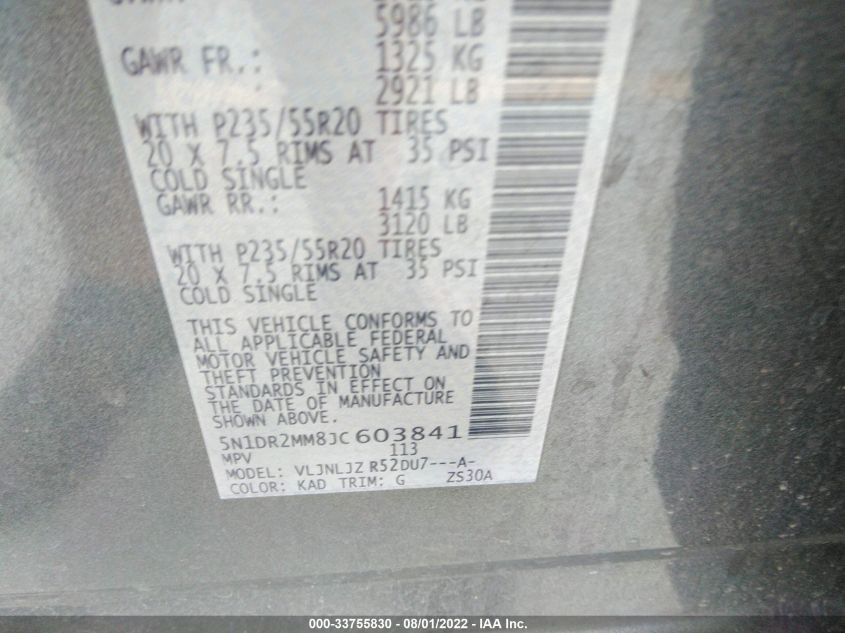 5986 LB
GAWR FR.: 1325 KG
2921 LB
WITH P235/55R20 TIRES
20 X 7.5 RIMS AT 35 PSI
COLD SINGLE
GAWR RR.: 1415 KG
3120 LB
WITH P235/55R20 TIRES
20 X 7.5 RIMS AT 35 PSI
COLD SINGLE
THIS VEHICLE CONFORMS TO
ALL APPLICABLE FEDERAL
MOTOR VEHICLE SAFETY AND
THEFT PREVENTION
STANDARDS IN EFFECT ON
THE DATE OF MANUFACTURE
SHOWN ABOVE.
5N1DR2MM8JC 603841
MPV 113
MODEL: VLJNLJZ R52DU7---A-
COLOR: KAD TRIM: G ZS30A
000-33755830 - 08/01/2022 - IAA Inc.